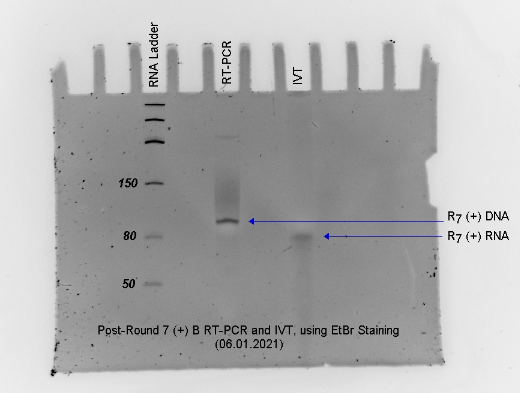 RNA Ladder
RT-PCR
IVT
150
80
50
R7 (+) DNA
R7 (+) RNA
Post-Round 7 (+) B RT-PCR and IVT, using EtBr Staining
(06.01.2021)